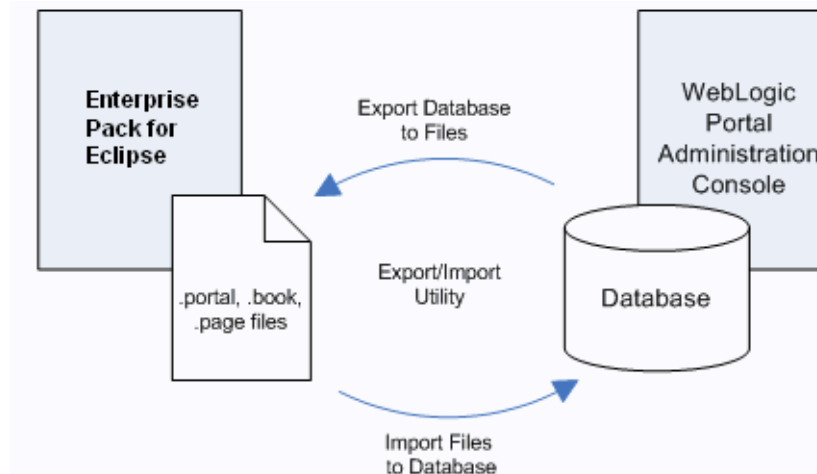 Enterprise
Pack for
Eclipse
Export Database
to Files
WebLogic
Portal
Administration
Console
.portal, .book,
.page files
Export/Import
Utility
Database
Import Files
to Database